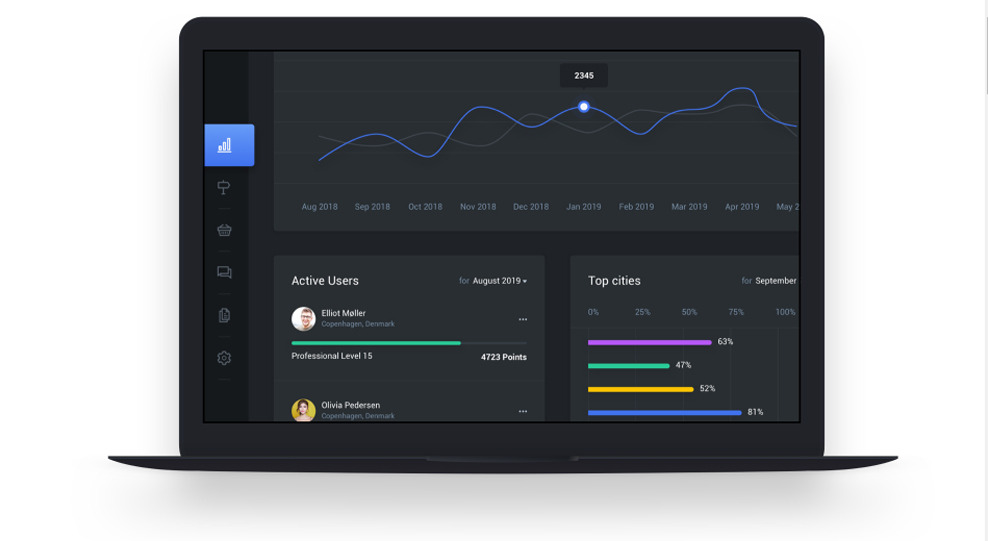 2345
Aug 2018 Sep 2018 Oct 2018 Nov 2018 Dec 2018 Jan 2019 Feb 2019 Mar 2019 Apr 2019 May 2
Active Users for August 2019
Elliot Møller
Copenhagen, Denmark
Professional Level 15 4723 Points
Olivia Pedersen
Copenhagen, Denmark
Top cities for September
0% 25% 50% 75% 100%
63%
47%
52%
81%